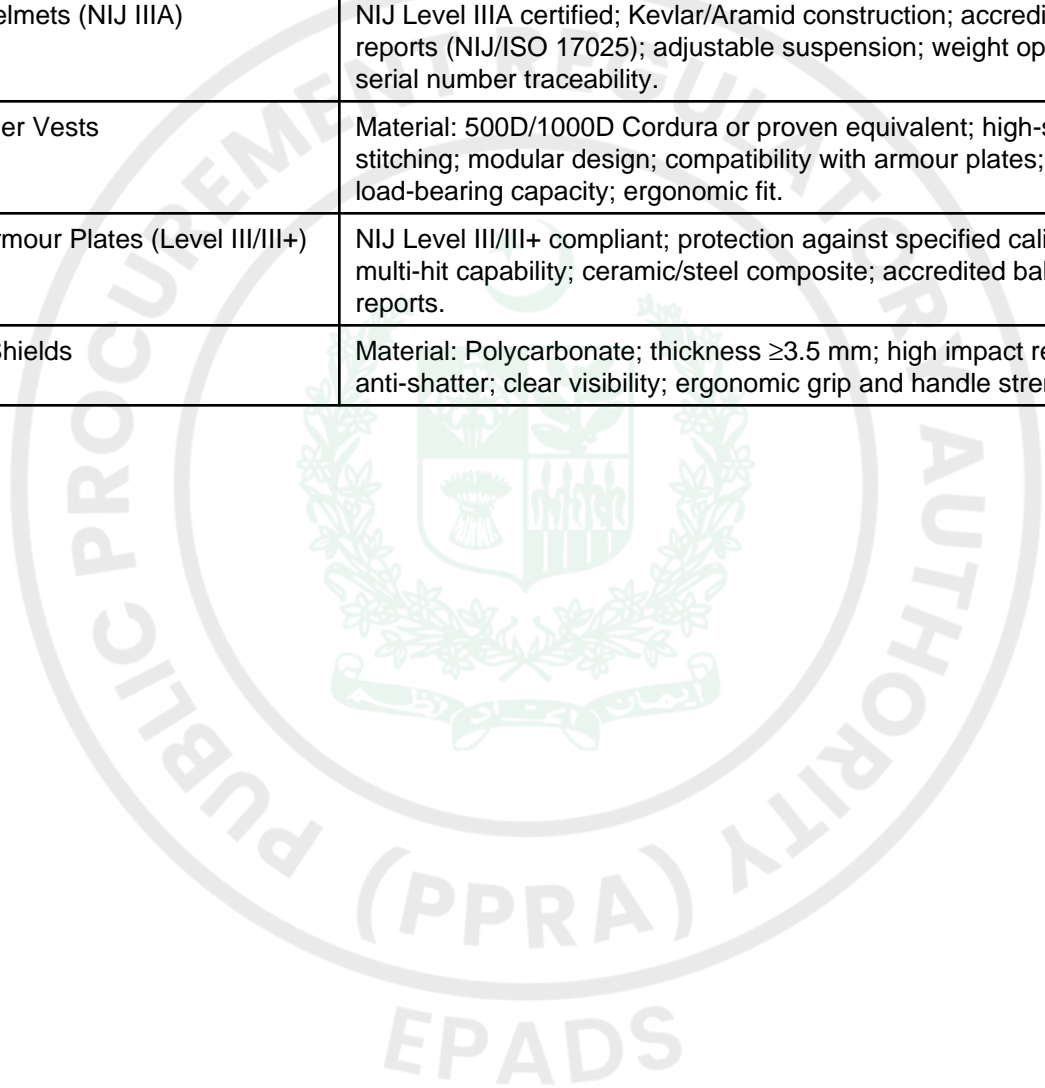 elmets (NIJ IIIA)
NIJ Level IIIA certified; Kevlar/Aramid construction; accredi
reports (NIJ/ISO 17025); adjustable suspension; weight op
serial number traceability.
er Vests
Material: 500D/1000D Cordura or proven equivalent; high-s
stitching; modular design; compatibility with armour plates;
load-bearing capacity; ergonomic fit.
rmour Plates (Level III/III+)
NIJ Level III/III+ compliant; protection against specified cali
multi-hit capability; ceramic/steel composite; accredited bal
reports.
Shields
Material: Polycarbonate; thickness ≥3.5 mm; high impact re
anti-shatter; clear visibility; ergonomic grip and handle stre
PUBLIC PROCUREMENT REGULATORY AUTHORITY
(PPRA)
EPADS